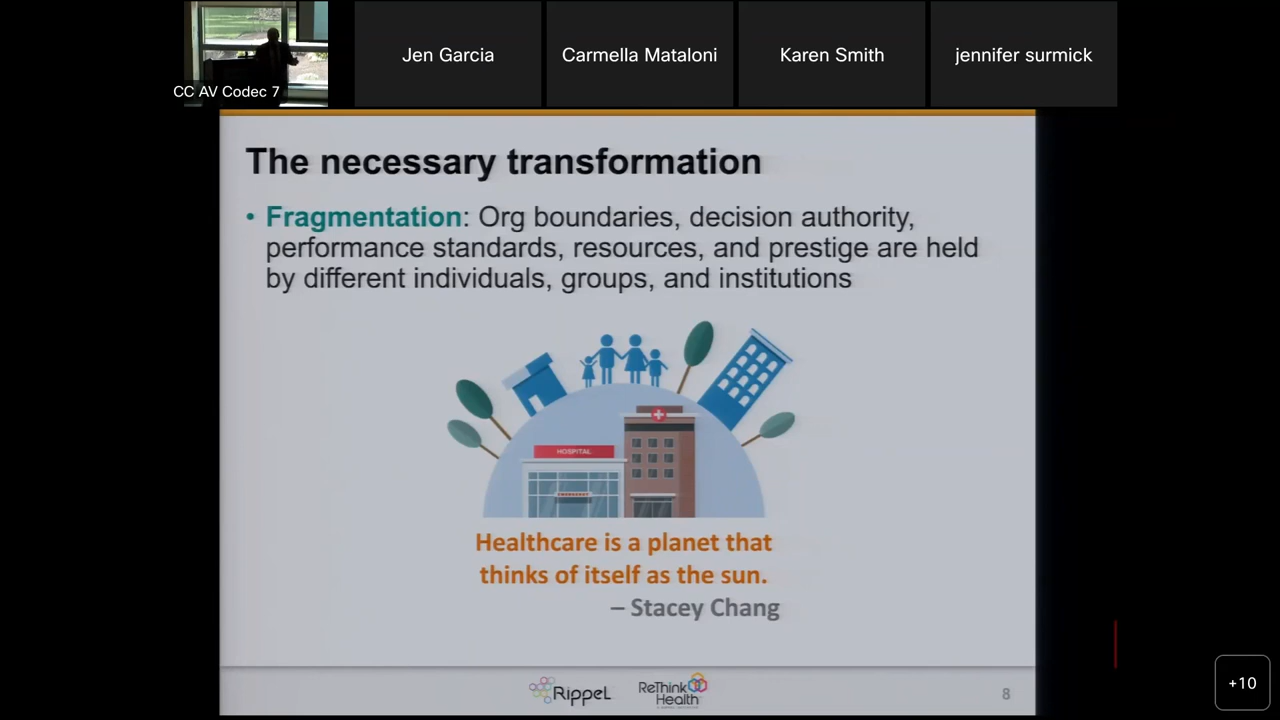 CC AV Codec 7
Jen Garcia
Carmella Mataloni
Karen Smith
jennifer surmick
The necessary transformation
• Fragmentation: Org boundaries, decision authority,
performance standards, resources, and prestige are held
by different individuals, groups, and institutions
HOSPITAL
EMERGENCY
Healthcare is a planet that
thinks of itself as the sun.
– Stacey Chang
Rippel
ReThink
Health
8
+10